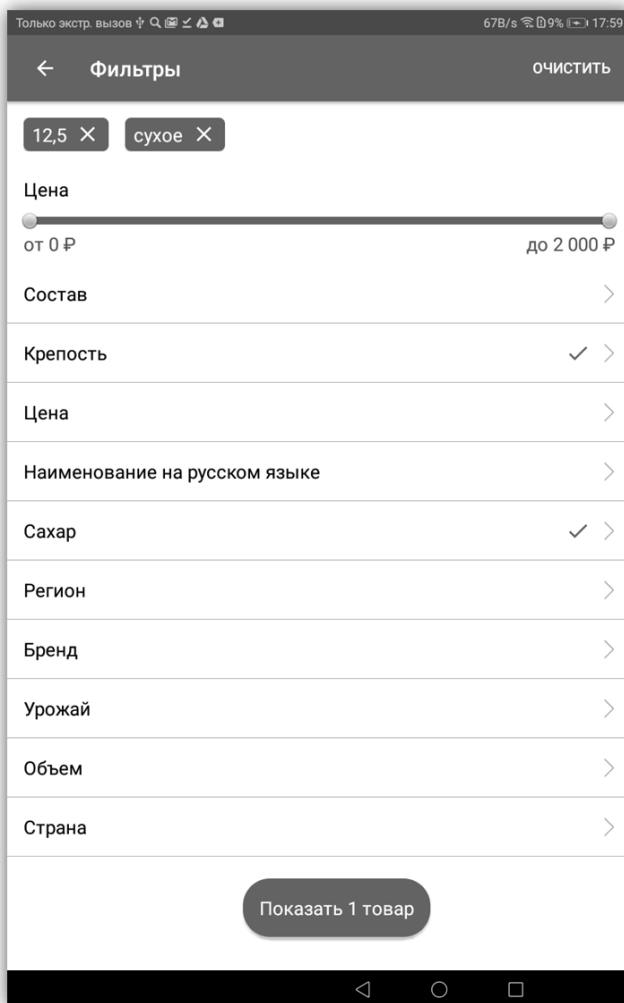 Только экстр. вызов 67B/s 9% 17:59
Фильтры ОЧИСТИТЬ
12,5 сухое
Цена
от 0 ₽ до 2 000 ₽
Состав
Крепость
Цена
Наименование на русском языке
Сахар
Регион
Бренд
Урожай
Объем
Страна
Показать 1 товар